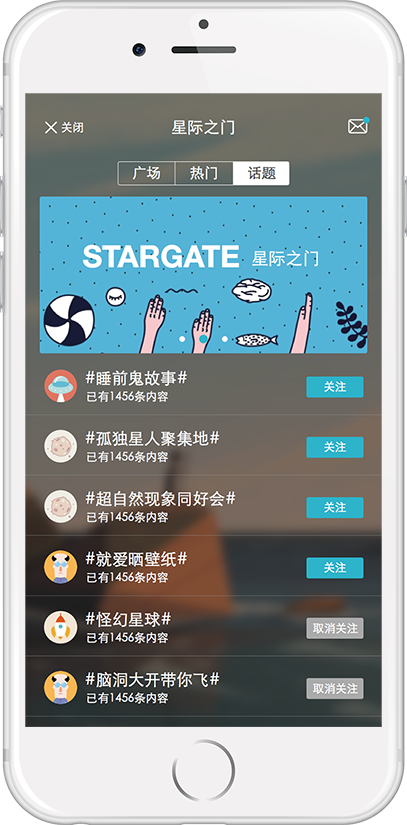 关闭
星际之门
广场 热门 话题
STARGATE 星际之门
#睡前鬼故事#
已有1456条内容
关注
#孤独星人聚集地#
已有1456条内容
关注
#超自然现象同好会#
已有1456条内容
关注
#就爱晒壁纸#
已有1456条内容
关注
#怪幻星球#
已有1456条内容
取消关注
#脑洞大开带你飞#
已有1456条内容
取消关注